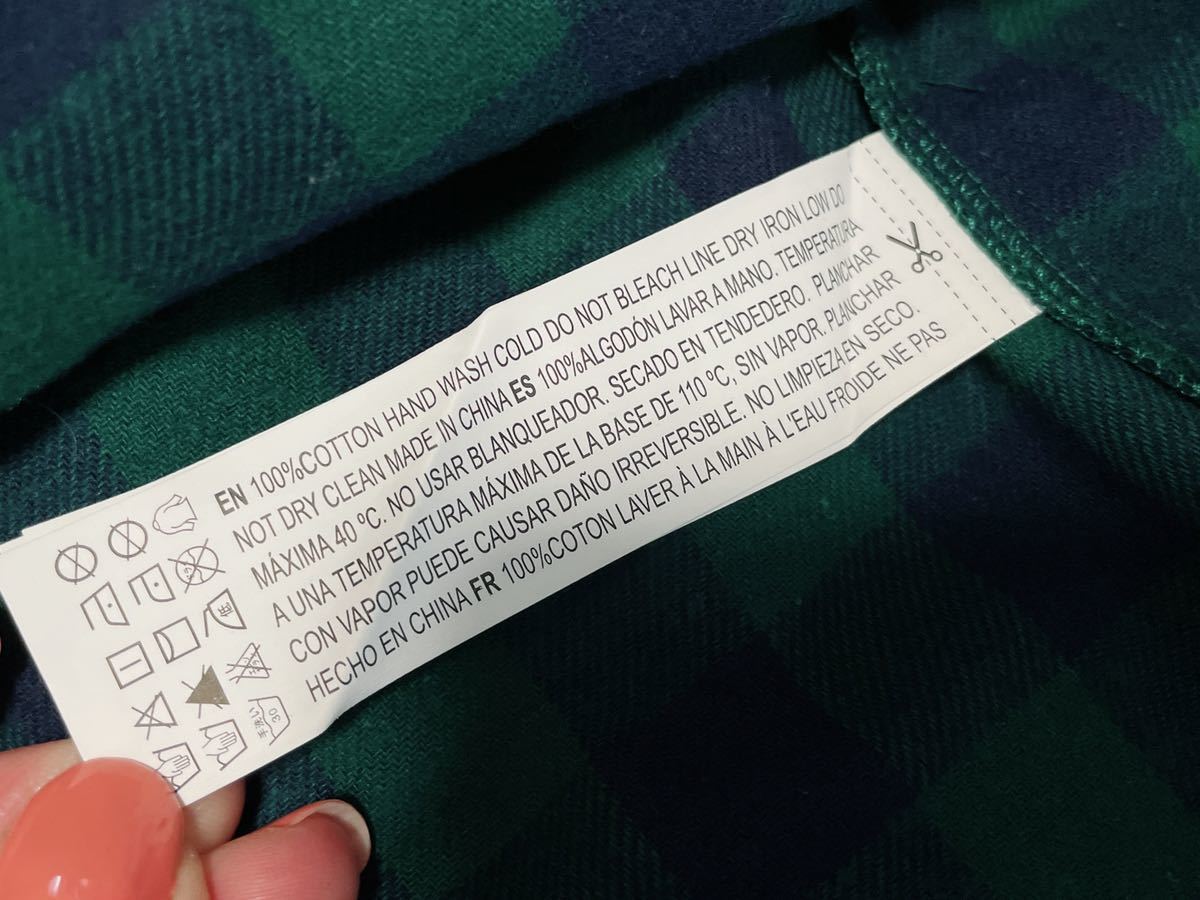 EN 100%COTTON HAND WASH COLD DO NOT BLEACH LINE DRY IRON LOW DO
NOT DRY CLEAN MADE IN CHINA ES 100%ALGODÓN LAVAR A MANO. TEMPERATURA
MÁXIMA 40 ºC. NO USAR BLANQUEADOR. SECADO EN TENDEDERO. PLANCHAR
A UNA TEMPERATURA MÁXIMA DE LA BASE DE 110 ºC, SIN VAPOR. PLANCHAR
CON VAPOR PUEDE CAUSAR DAÑO IRREVERSIBLE. NO LIMPIEZA EN SECO.
HECHO EN CHINA FR 100%COTON LAVER À LA MAIN À L'EAU FROIDE NE PAS
手洗い
30